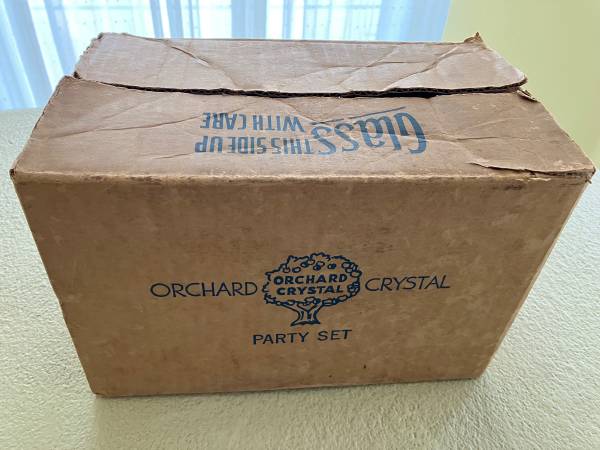 Glass THIS SIDE UP
WITH CARE
ORCHARD ORCHARD CRYSTAL CRYSTAL
PARTY SET